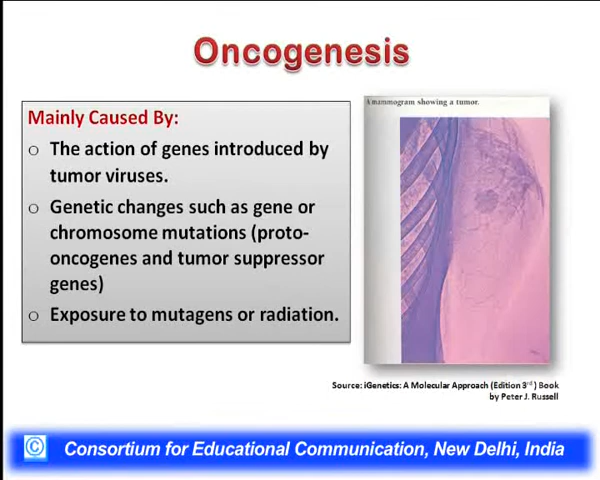 Oncogenesis
Mainly Caused By:
o The action of genes introduced by
tumor viruses.
o Genetic changes such as gene or
chromosome mutations (proto-
oncogenes and tumor suppressor
genes)
o Exposure to mutagens or radiation.
A mammogram showing a tumor.
Source: iGenetics: A Molecular Approach (Edition 3rd) Book
by Peter J. Russell
© Consortium for Educational Communication, New Delhi, India